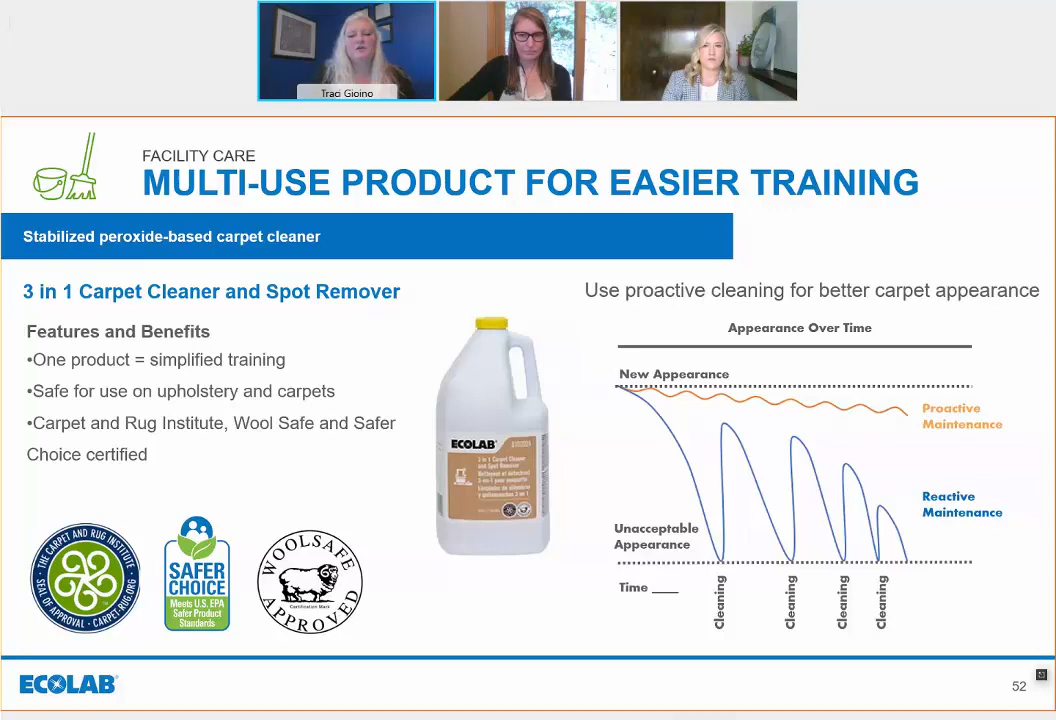 Traci Gioino
FACILITY CARE
MULTI-USE PRODUCT FOR EASIER TRAINING
Stabilized peroxide-based carpet cleaner
3 in 1 Carpet Cleaner and Spot Remover
Features and Benefits
•One product = simplified training
•Safe for use on upholstery and carpets
•Carpet and Rug Institute, Wool Safe and Safer
Choice certified
THE CARPET AND RUG INSTITUTE
SEAL OF APPROVAL · CARPET-RUG.ORG
SAFER
CHOICE
Meets U.S. EPA
Safer Product
Standards
WOOLSAFE
Certification Mark
APPROVED
ECOLAB
3 in 1 Carpet Cleaner
and Spot Remover
Use proactive cleaning for better carpet appearance
Appearance Over Time
New Appearance
Proactive
Maintenance
Reactive
Maintenance
Unacceptable
Appearance
Time ____
Cleaning
Cleaning
Cleaning
Cleaning
ECOLAB
52